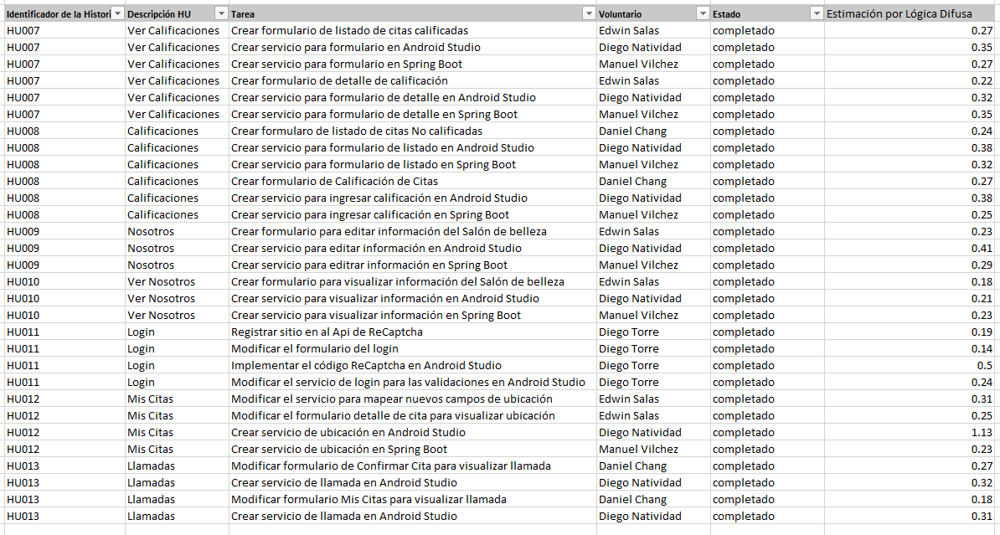 Identificador de la Histori Descripción HU Tarea Voluntario Estado Estimación por Lógica Difusa
HU007 Ver Calificaciones Crear formulario de listado de citas calificadas Edwin Salas completado 0.27
HU007 Ver Calificaciones Crear servicio para formulario en Android Studio Diego Natividad completado 0.35
HU007 Ver Calificaciones Crear servicio para formulario en Spring Boot Manuel Vilchez completado 0.27
HU007 Ver Calificaciones Crear formulario de detalle de calificación Edwin Salas completado 0.22
HU007 Ver Calificaciones Crear servicio para formulario de detalle en Android Studio Diego Natividad completado 0.32
HU007 Ver Calificaciones Crear servicio para formulario de detalle en Spring Boot Manuel Vilchez completado 0.35
HU008 Calificaciones Crear formularo de listado de citas No calificadas Daniel Chang completado 0.24
HU008 Calificaciones Crear servicio para formulario de listado en Android Studio Diego Natividad completado 0.38
HU008 Calificaciones Crear servicio para formulario de listado en Spring Boot Manuel Vilchez completado 0.32
HU008 Calificaciones Crear formulario de Calificación de Citas Daniel Chang completado 0.27
HU008 Calificaciones Crear servicio para ingresar calificación en Android Studio Diego Natividad completado 0.38
HU008 Calificaciones Crear servicio para ingresar calificación en Spring Boot Manuel Vilchez completado 0.25
HU009 Nosotros Crear formulario para editar información del Salón de belleza Edwin Salas completado 0.23
HU009 Nosotros Crear servicio para editar información en Android Studio Diego Natividad completado 0.41
HU009 Nosotros Crear servicio para editrar información en Spring Boot Manuel Vilchez completado 0.29
HU010 Ver Nosotros Crear formulario para visualizar información del Salón de belleza Edwin Salas completado 0.18
HU010 Ver Nosotros Crear servicio para visualizar información en Android Studio Diego Natividad completado 0.21
HU010 Ver Nosotros Crear servicio para visualizar información en Spring Boot Manuel Vilchez completado 0.23
HU011 Login Registrar sitio en al Api de ReCaptcha Diego Torre completado 0.19
HU011 Login Modificar el formulario del login Diego Torre completado 0.14
HU011 Login Implementar el código ReCaptcha en Android Studio Diego Torre completado 0.5
HU011 Login Modificar el servicio de login para las validaciones en Android Studio Diego Torre completado 0.24
HU012 Mis Citas Modificar el servicio para mapear nuevos campos de ubicación Edwin Salas completado 0.31
HU012 Mis Citas Modificar el formulario detalle de cita para visualizar ubicación Edwin Salas completado 0.25
HU012 Mis Citas Crear servicio de ubicación en Android Studio Diego Natividad completado 1.13
HU012 Mis Citas Crear servicio de ubicación en Spring Boot Manuel Vilchez completado 0.23
HU013 Llamadas Modificar formulario de Confirmar Cita para visualizar llamada Daniel Chang completado 0.27
HU013 Llamadas Crear servicio de llamada en Android Studio Diego Natividad completado 0.32
HU013 Llamadas Modificar formulario Mis Citas para visualizar llamada Daniel Chang completado 0.18
HU013 Llamadas Crear servicio de llamada en Android Studio Diego Natividad completado 0.31